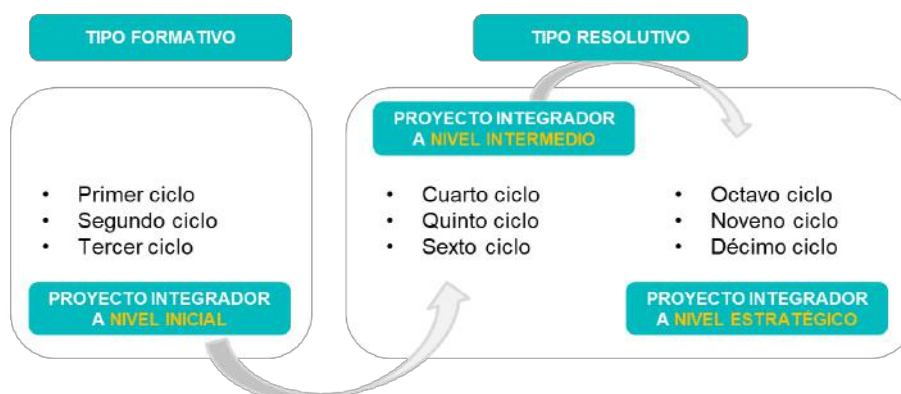 TIPO FORMATIVO
TIPO RESOLUTIVO
• Primer ciclo
• Segundo ciclo
• Tercer ciclo
PROYECTO INTEGRADOR
A NIVEL INICIAL
PROYECTO INTEGRADOR
A NIVEL INTERMEDIO
• Cuarto ciclo
• Quinto ciclo
• Sexto ciclo
• Octavo ciclo
• Noveno ciclo
• Décimo ciclo
PROYECTO INTEGRADOR
A NIVEL ESTRATÉGICO